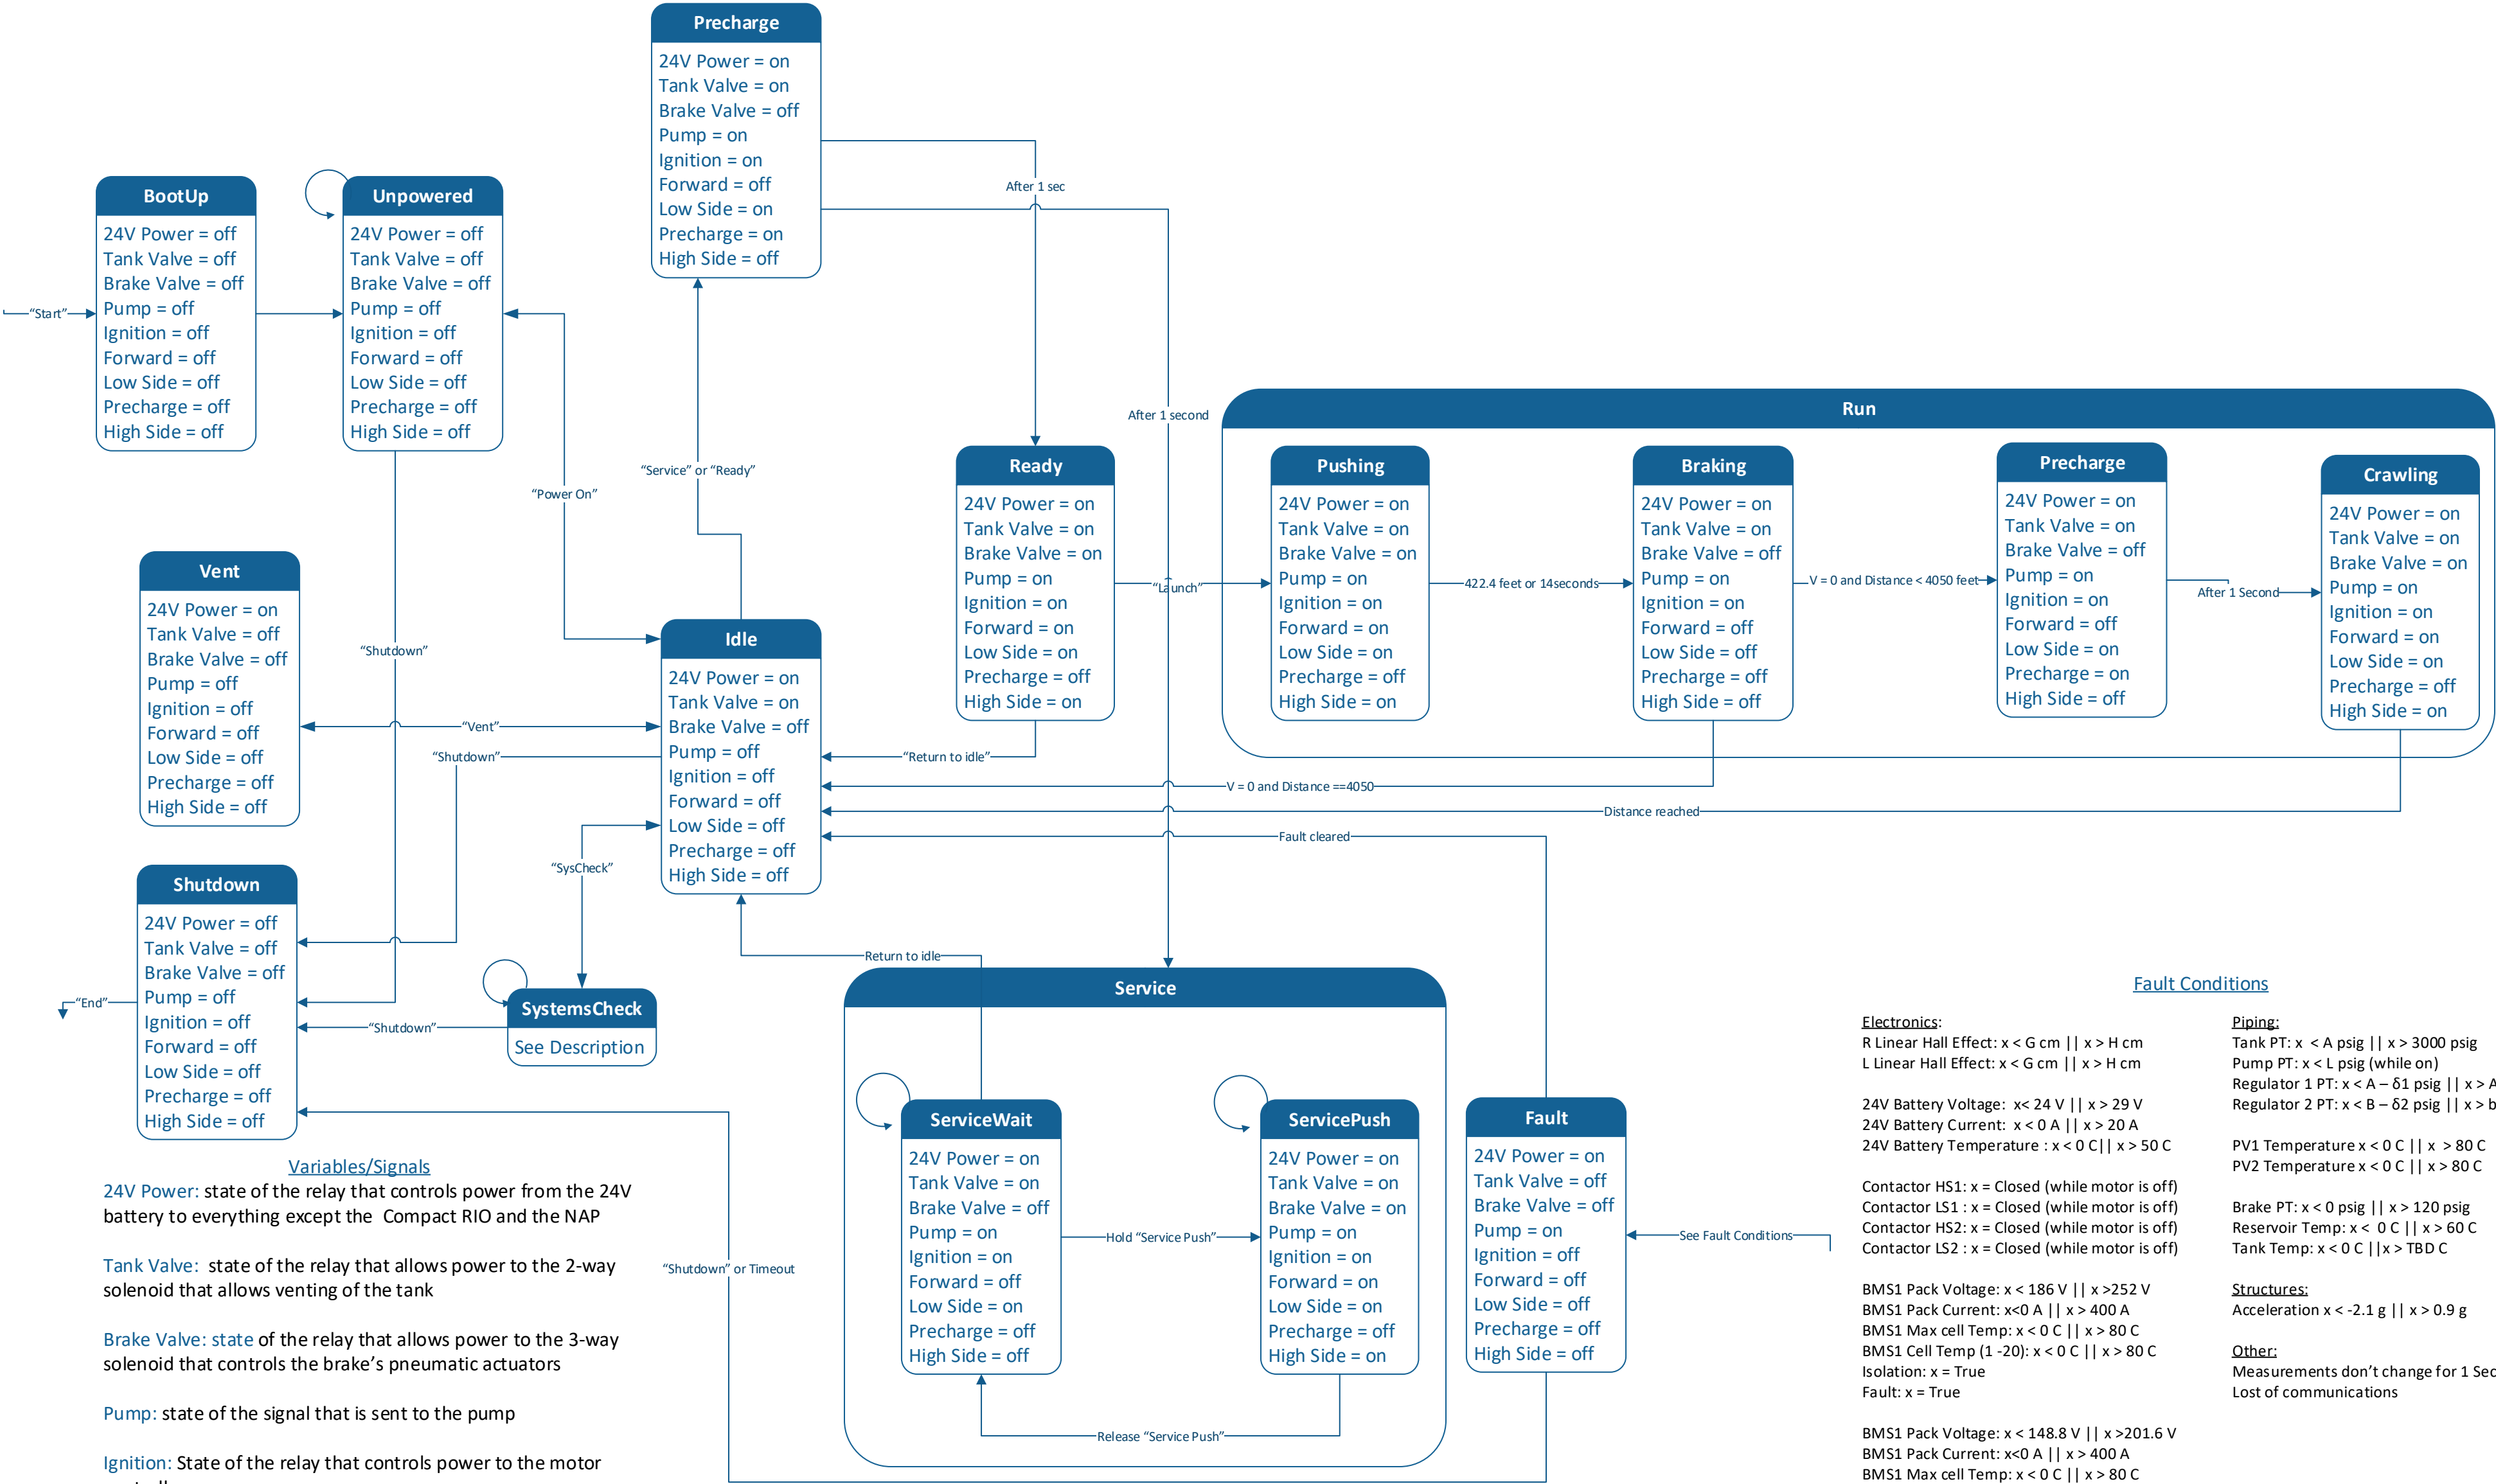 Precharge
24V Power = on
Tank Valve = on
Brake Valve = off
Pump = on
Ignition = on
Forward = off
Low Side = on
Precharge = on
High Side = off
After 1 sec
After 1 second
"Start"
BootUp
24V Power = off
Tank Valve = off
Brake Valve = off
Pump = off
Ignition = off
Forward = off
Low Side = off
Precharge = off
High Side = off
Unpowered
24V Power = off
Tank Valve = off
Brake Valve = off
Pump = off
Ignition = off
Forward = off
Low Side = off
Precharge = off
High Side = off
"Power On"
"Service" or "Ready"
"Shutdown"
Run
Ready
24V Power = on
Tank Valve = on
Brake Valve = on
Pump = on
Ignition = on
Forward = on
Low Side = on
Precharge = off
High Side = on
"Launch"
Pushing
24V Power = on
Tank Valve = on
Brake Valve = on
Pump = on
Ignition = on
Forward = on
Low Side = on
Precharge = off
High Side = on
422.4 feet or 14seconds
Braking
24V Power = on
Tank Valve = on
Brake Valve = off
Pump = on
Ignition = on
Forward = off
Low Side = off
Precharge = off
High Side = off
V = 0 and Distance < 4050 feet
Precharge
24V Power = on
Tank Valve = on
Brake Valve = off
Pump = on
Ignition = on
Forward = off
Low Side = on
Precharge = on
High Side = off
After 1 Second
Crawling
24V Power = on
Tank Valve = on
Brake Valve = on
Pump = on
Ignition = on
Forward = on
Low Side = on
Precharge = off
High Side = on
Vent
24V Power = on
Tank Valve = off
Brake Valve = off
Pump = off
Ignition = off
Forward = off
Low Side = off
Precharge = off
High Side = off
"Vent"
"Shutdown"
Idle
24V Power = on
Tank Valve = on
Brake Valve = off
Pump = off
Ignition = off
Forward = off
Low Side = off
Precharge = off
High Side = off
"Return to idle"
V = 0 and Distance ==4050
Distance reached
Fault cleared
"SysCheck"
Return to idle
Shutdown
24V Power = off
Tank Valve = off
Brake Valve = off
Pump = off
Ignition = off
Forward = off
Low Side = off
Precharge = off
High Side = off
"End"
"Shutdown"
SystemsCheck
See Description
"Shutdown" or Timeout
Service
ServiceWait
24V Power = on
Tank Valve = on
Brake Valve = off
Pump = on
Ignition = on
Forward = off
Low Side = on
Precharge = off
High Side = off
Hold "Service Push"
ServicePush
24V Power = on
Tank Valve = on
Brake Valve = on
Pump = on
Ignition = on
Forward = on
Low Side = on
Precharge = off
High Side = on
Release "Service Push"
Fault
24V Power = on
Tank Valve = off
Brake Valve = off
Pump = on
Ignition = off
Forward = off
Low Side = off
Precharge = off
High Side = off
See Fault Conditions
Variables/Signals
24V Power: state of the relay that controls power from the 24V
battery to everything except the Compact RIO and the NAP
Tank Valve: state of the relay that allows power to the 2-way
solenoid that allows venting of the tank
Brake Valve: state of the relay that allows power to the 3-way
solenoid that controls the brake's pneumatic actuators
Pump: state of the signal that is sent to the pump
Ignition: State of the relay that controls power to the motor
Fault Conditions
Electronics:
R Linear Hall Effect: x < G cm || x > H cm
L Linear Hall Effect: x < G cm || x > H cm
24V Battery Voltage: x< 24 V || x > 29 V
24V Battery Current: x < 0 A || x > 20 A
24V Battery Temperature : x < 0 C|| x > 50 C
Contactor HS1: x = Closed (while motor is off)
Contactor LS1 : x = Closed (while motor is off)
Contactor HS2: x = Closed (while motor is off)
Contactor LS2 : x = Closed (while motor is off)
BMS1 Pack Voltage: x < 186 V || x >252 V
BMS1 Pack Current: x<0 A || x > 400 A
BMS1 Max cell Temp: x < 0 C || x > 80 C
BMS1 Cell Temp (1 -20): x < 0 C || x > 80 C
Isolation: x = True
Fault: x = True
BMS1 Pack Voltage: x < 148.8 V || x >201.6 V
BMS1 Pack Current: x<0 A || x > 400 A
BMS1 Max cell Temp: x < 0 C || x > 80 C
Piping:
Tank PT: x < A psig || x > 3000 psig
Pump PT: x < L psig (while on)
Regulator 1 PT: x < A – δ1 psig || x > A
Regulator 2 PT: x < B – δ2 psig || x > b
PV1 Temperature x < 0 C || x > 80 C
PV2 Temperature x < 0 C || x > 80 C
Brake PT: x < 0 psig || x > 120 psig
Reservoir Temp: x < 0 C || x > 60 C
Tank Temp: x < 0 C ||x > TBD C
Structures:
Acceleration x < -2.1 g || x > 0.9 g
Other:
Measurements don't change for 1 Sec
Lost of communications